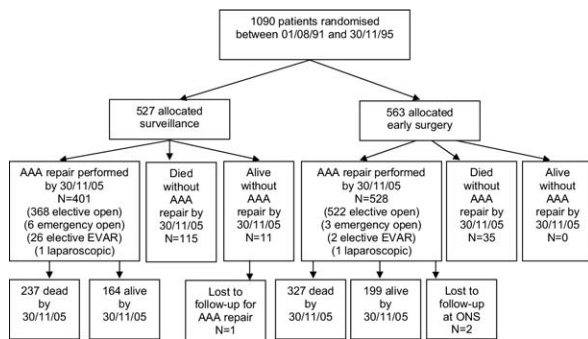 1090 patients randomised
between 01/08/91 and 30/11/95
527 allocated
surveillance
563 allocated
early surgery
AAA repair performed
by 30/11/05
N=401
(368 elective open)
(6 emergency open)
(26 elective EVAR)
(1 laparoscopic)
Died
without
AAA
repair by
30/11/05
N=115
Alive
without
AAA
repair by
30/11/05
N=11
AAA repair performed
by 30/11/05
N=528
(522 elective open)
(3 emergency open)
(2 elective EVAR)
(1 laparoscopic)
Died
without
AAA
repair by
30/11/05
N=35
Alive
without
AAA
repair by
30/11/05
N=0
237 dead
by
30/11/05
164 alive
by
30/11/05
Lost to
follow-up for
AAA repair
N=1
327 dead
by
30/11/05
199 alive
by
30/11/05
Lost to
follow-up
at ONS
N=2